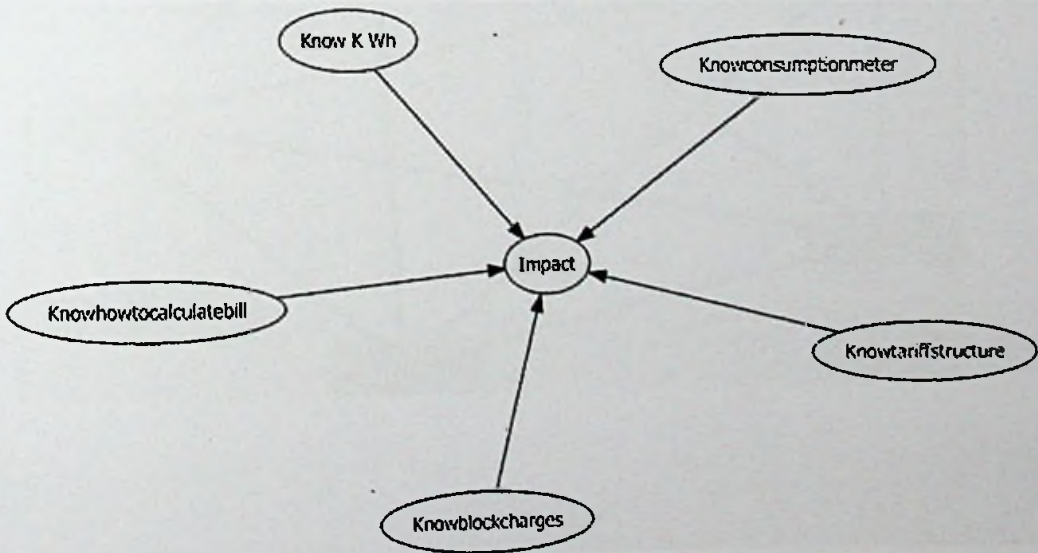 Know K Wh
Knowconsumptionmeter
Impact
Knowhowtocalculatebill
Knowtariffstructure
Knowblockcharges